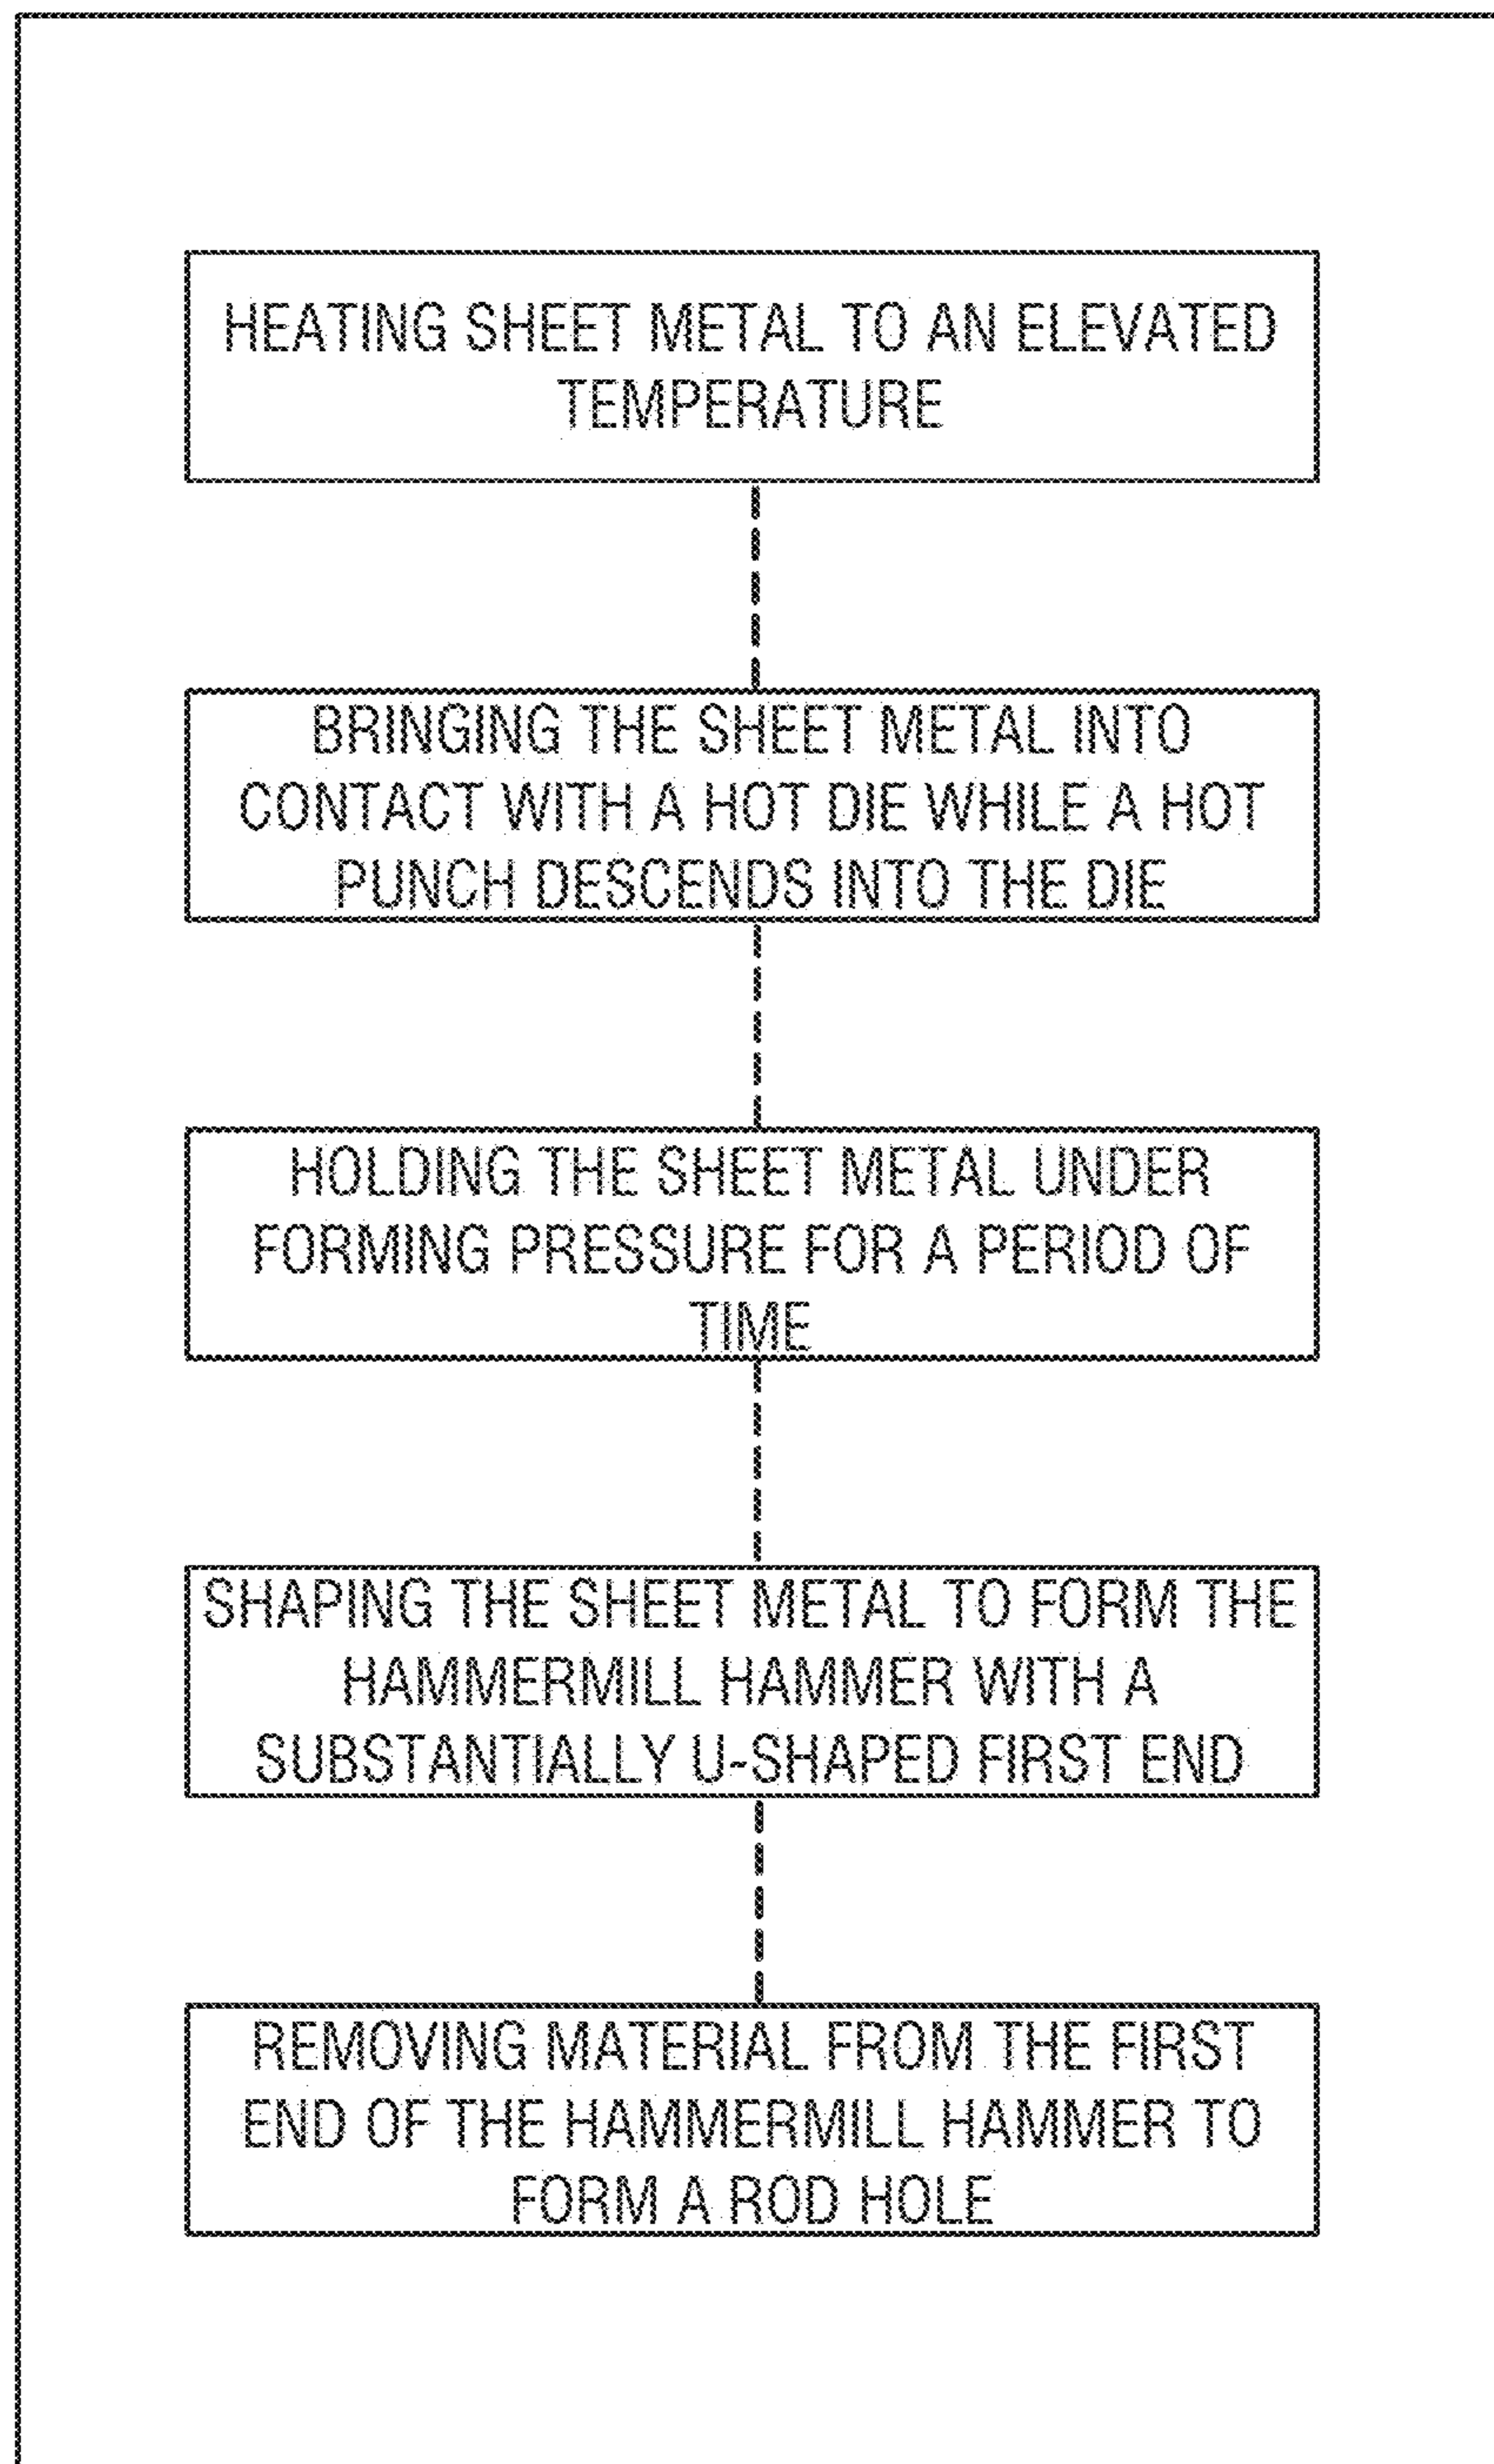 HEATING SHEET METAL TO AN ELEVATED
TEMPERATURE
BRINGING THE SHEET METAL INTO
CONTACT WITH A HOT DIE WHILE A HOT
PUNCH DESCENDS INTO THE DIE
HOLDING THE SHEET METAL UNDER
FORMING PRESSURE FOR A PERIOD OF
TIME
SHAPING THE SHEET METAL TO FORM THE
HAMMERMILL HAMMER WITH A
SUBSTANTIALLY U-SHAPED FIRST END
REMOVING MATERIAL FROM THE FIRST
END OF THE HAMMERMILL HAMMER TO
FORM A ROD HOLE